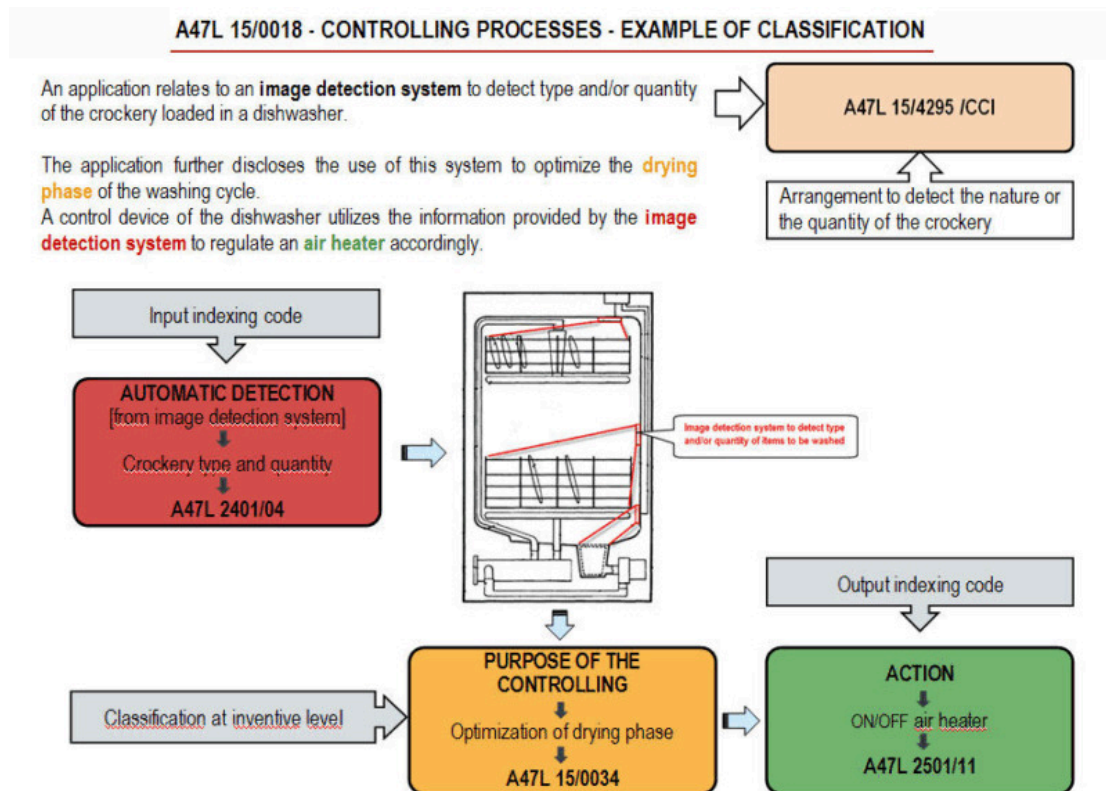 A47L 15/0018 - CONTROLLING PROCESSES - EXAMPLE OF CLASSIFICATION
An application relates to an image detection system to detect type and/or quantity
of the crockery loaded in a dishwasher.
The application further discloses the use of this system to optimize the drying
phase of the washing cycle.
A control device of the dishwasher utilizes the information provided by the image
detection system to regulate an air heater accordingly.
A47L 15/4295 /CCI
Arrangement to detect the nature or
the quantity of the crockery
Input indexing code
AUTOMATIC DETECTION
[from image detection system]
Crockery type and quantity
A47L 2401/04
Image detection system to detect type
and/or quantity of items to be washed
Output indexing code
Classification at inventive level
PURPOSE OF THE
CONTROLLING
Optimization of drying phase
A47L 15/0034
ACTION
ON/OFF air heater
A47L 2501/11